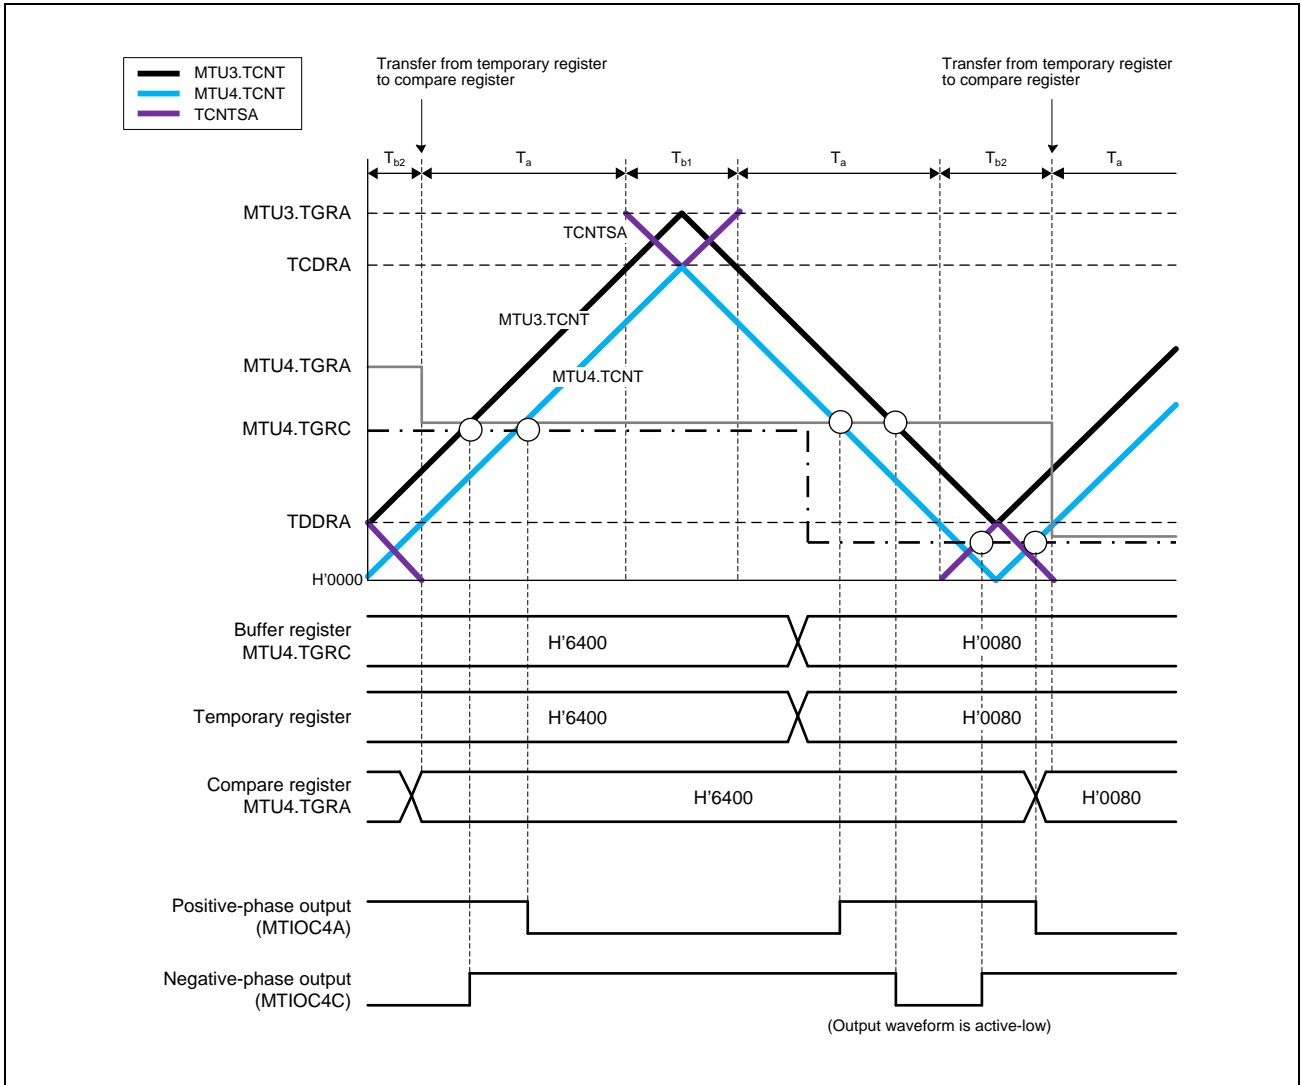 MTU3.TCNT
MTU4.TCNT
TCNTSA
Transfer from temporary register
to compare register
Transfer from temporary register
to compare register
Tb2
Ta
Tb1
Ta
Tb2
Ta
MTU3.TGRA
TCNTSA
TCDRA
MTU3.TCNT
MTU4.TGRA
MTU4.TCNT
MTU4.TGRC
TDDRA
H'0000
Buffer register
MTU4.TGRC
H'6400
H'0080
Temporary register
H'6400
H'0080
Compare register
MTU4.TGRA
H'6400
H'0080
Positive-phase output
(MTIOC4A)
Negative-phase output
(MTIOC4C)
(Output waveform is active-low)